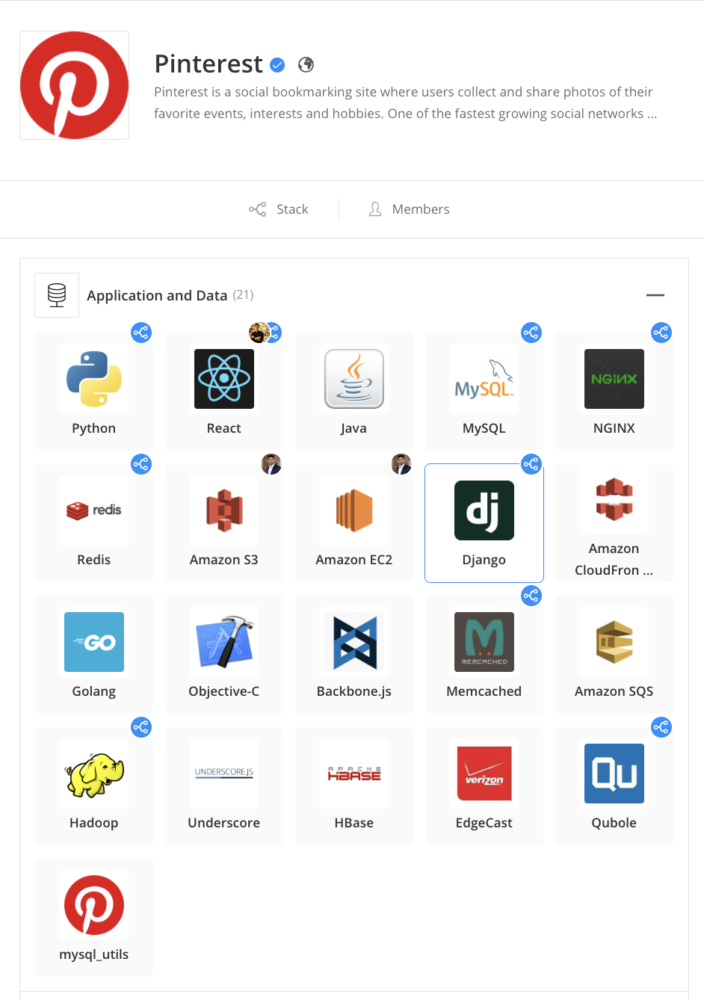 Pinterest
Pinterest is a social bookmarking site where users collect and share photos of their
favorite events, interests and hobbies. One of the fastest growing social networks ...
Stack
Members
Application and Data (21)
Python
React
Java
MySQL
MySQL
NGINX
NGINX
redis
Redis
Amazon S3
Amazon EC2
dj
Django
Amazon
CloudFron ...
GO
Golang
Objective-C
Backbone.js
MEMCACHED
Memcached
Amazon SQS
Hadoop
UNDERSCORE.JS
Underscore
APACHE
HBASE
HBase
verizon
EdgeCast
Qu
Qubole
mysql_utils